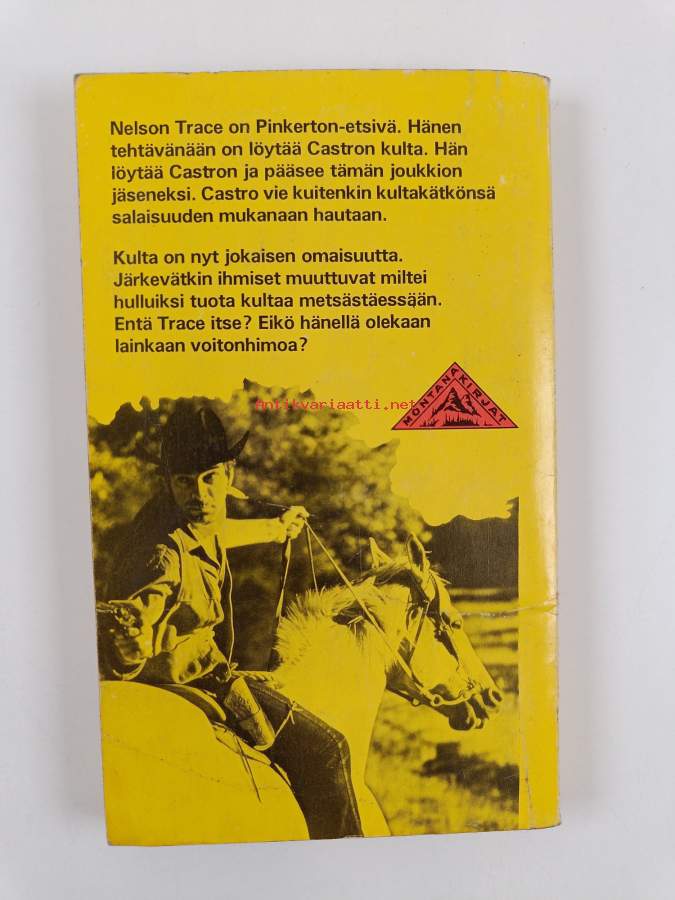 Nelson Trace on Pinkerton-etsivä. Hänen
tehtävänään on löytää Castron kulta. Hän
löytää Castron ja pääsee tämän joukkion
jäseneksi. Castro vie kuitenkin kultakätkönsä
salaisuuden mukanaan hautaan.
Kulta on nyt jokaisen omaisuutta.
Järkevätkin ihmiset muuttuvat miltei
hulluiksi tuota kultaa metsästäessään.
Entä Trace itse? Eikö hänellä olekaan
lainkaan voitonhimoa?
MONTANAKIRJAT
Antikvariaatti.net